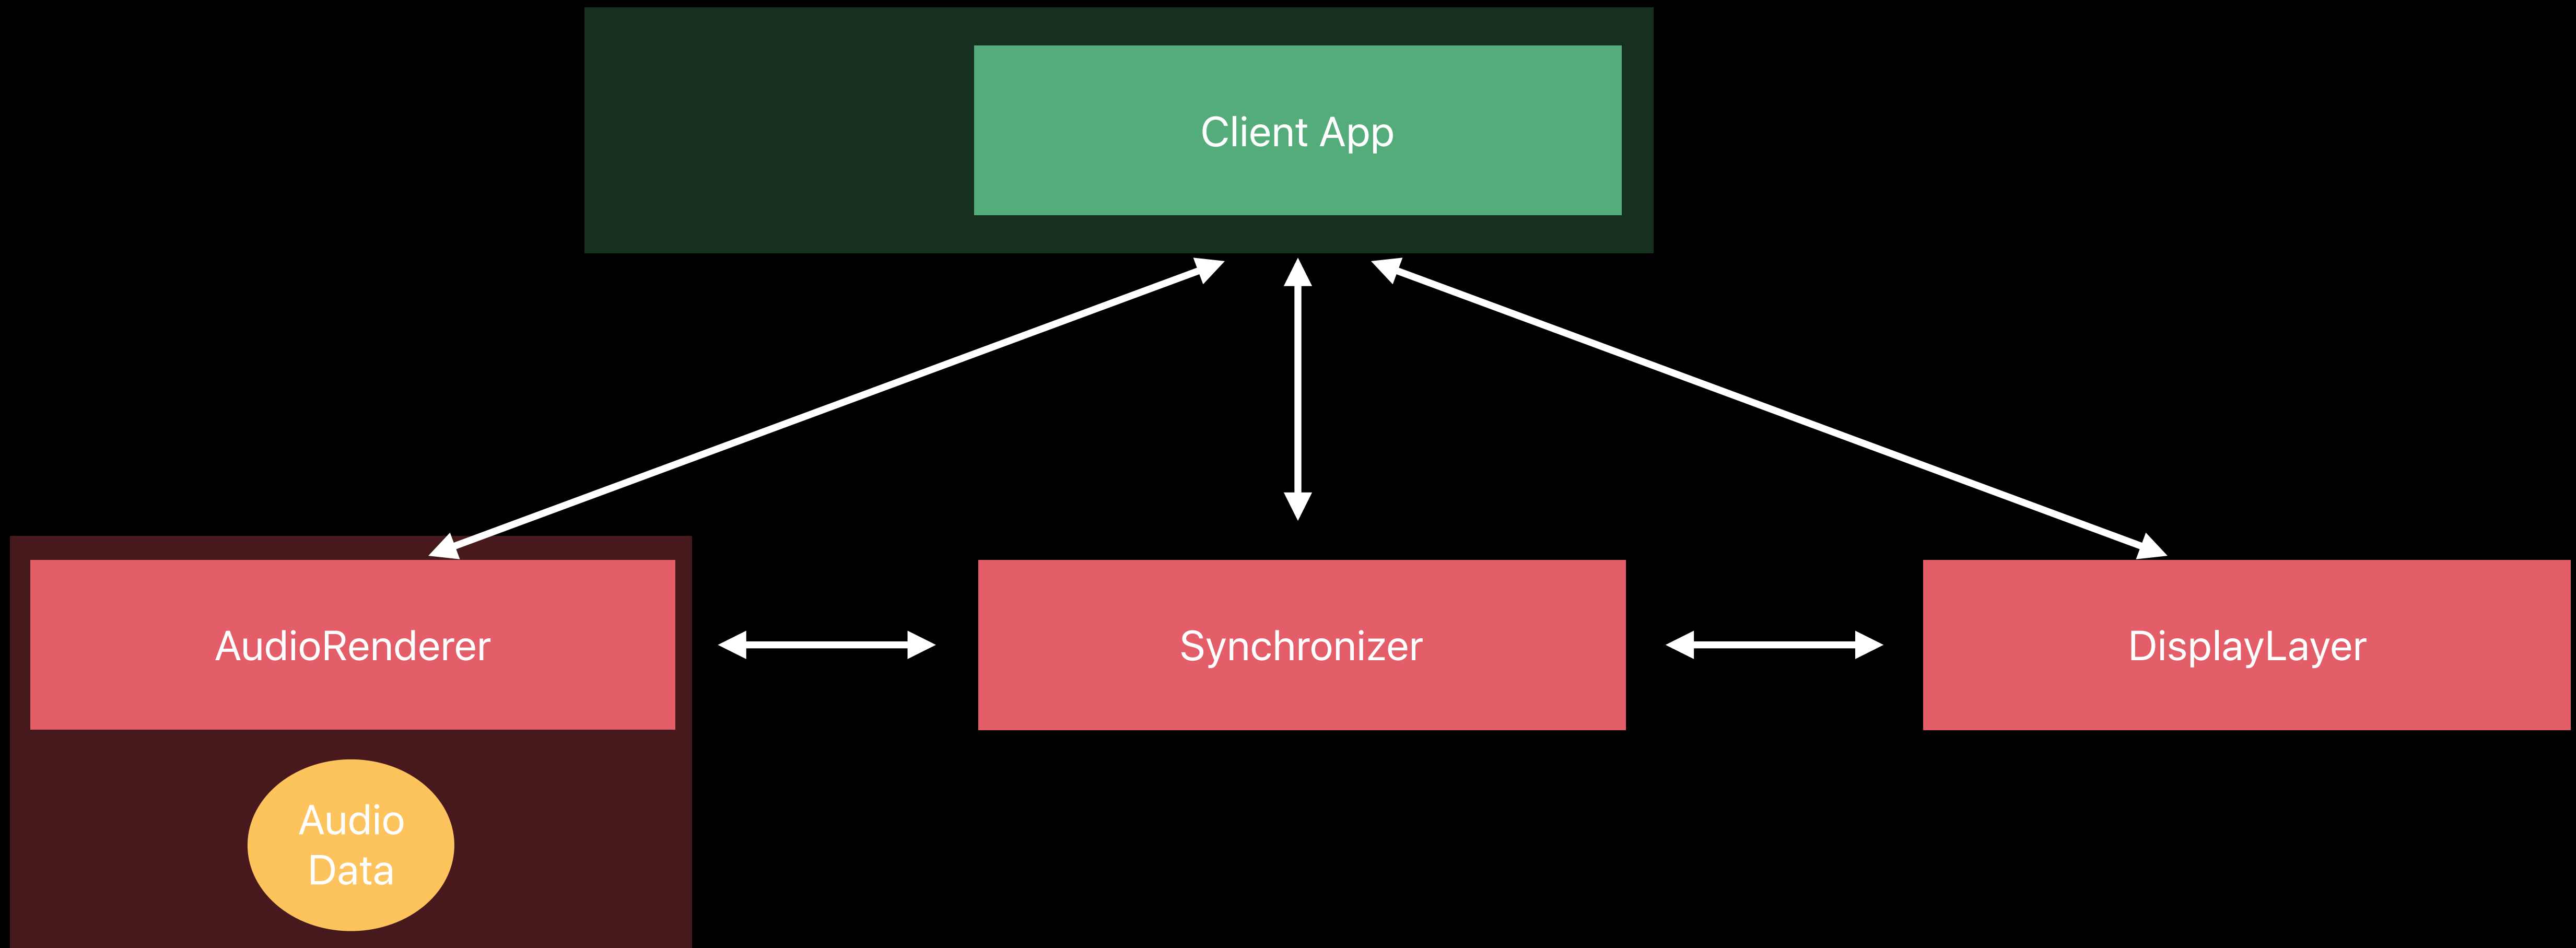 Client App
AudioRenderer
Synchronizer
DisplayLayer
Audio
Data